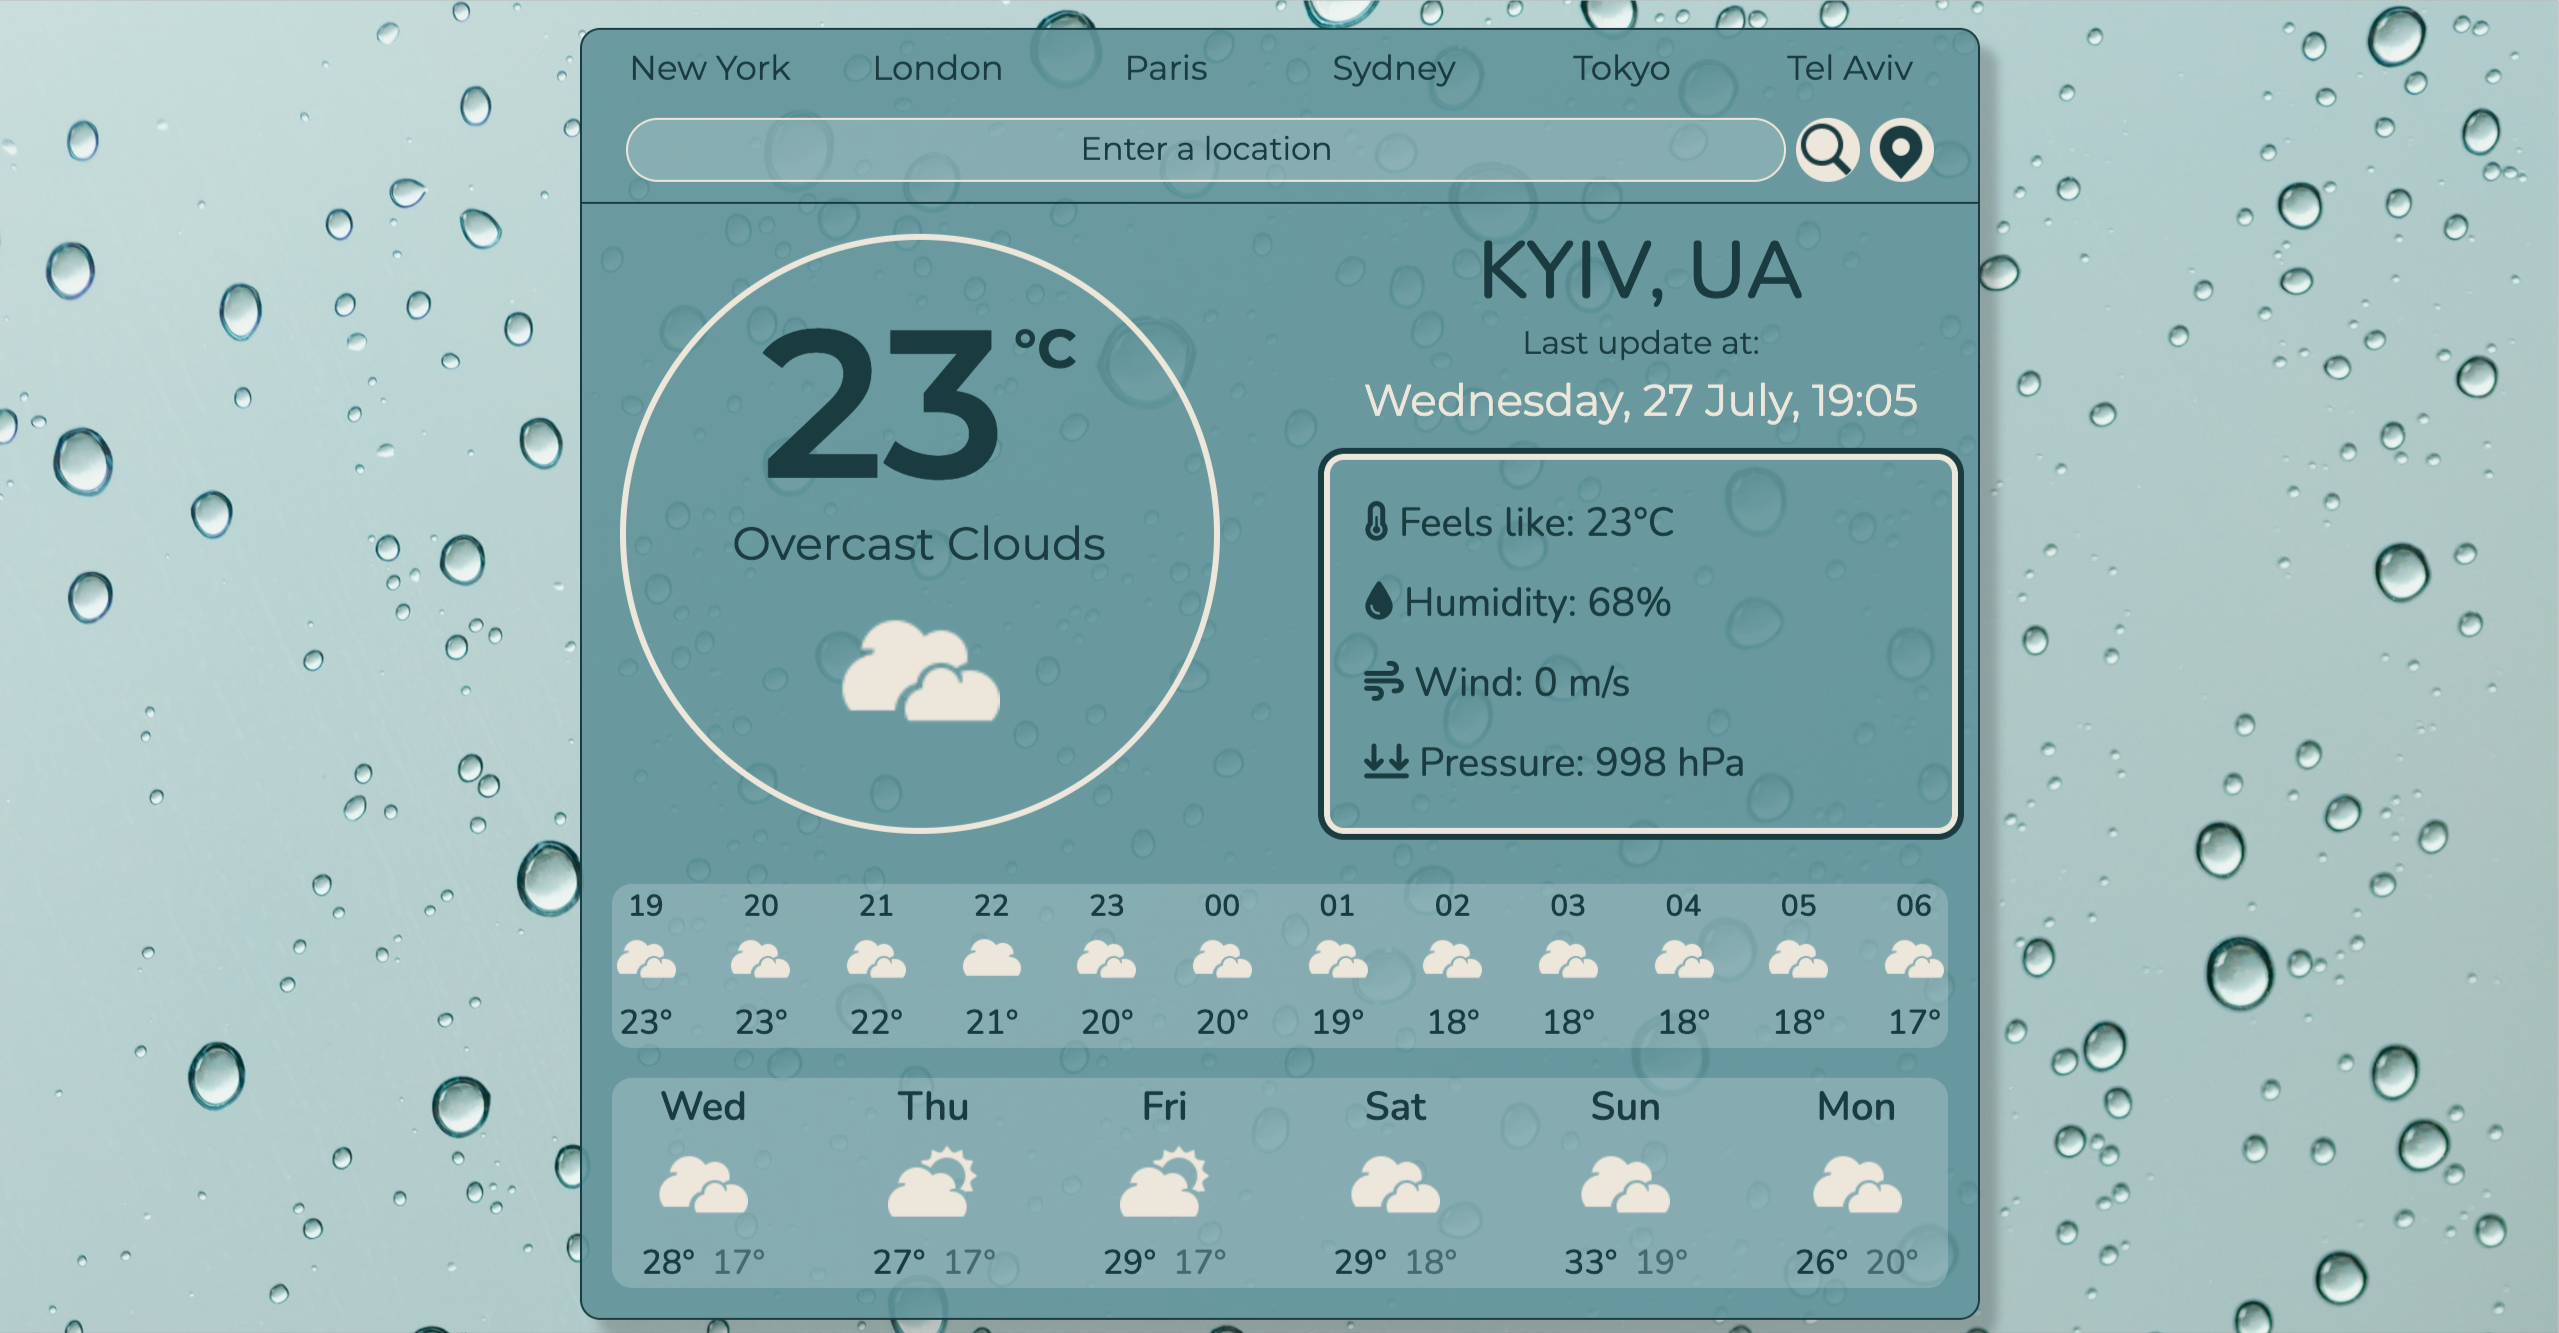 New York London Paris Sydney Tokyo Tel Aviv
Enter a location
23 °C
Overcast Clouds
KYIV, UA
Last update at:
Wednesday, 27 July, 19:05
Feels like: 23°C
Humidity: 68%
Wind: 0 m/s
Pressure: 998 hPa
19 20 21 22 23 00 01 02 03 04 05 06
23° 23° 22° 21° 20° 20° 19° 18° 18° 18° 18° 17°
Wed Thu Fri Sat Sun Mon
28° 17° 27° 17° 29° 17° 29° 18° 33° 19° 26° 20°